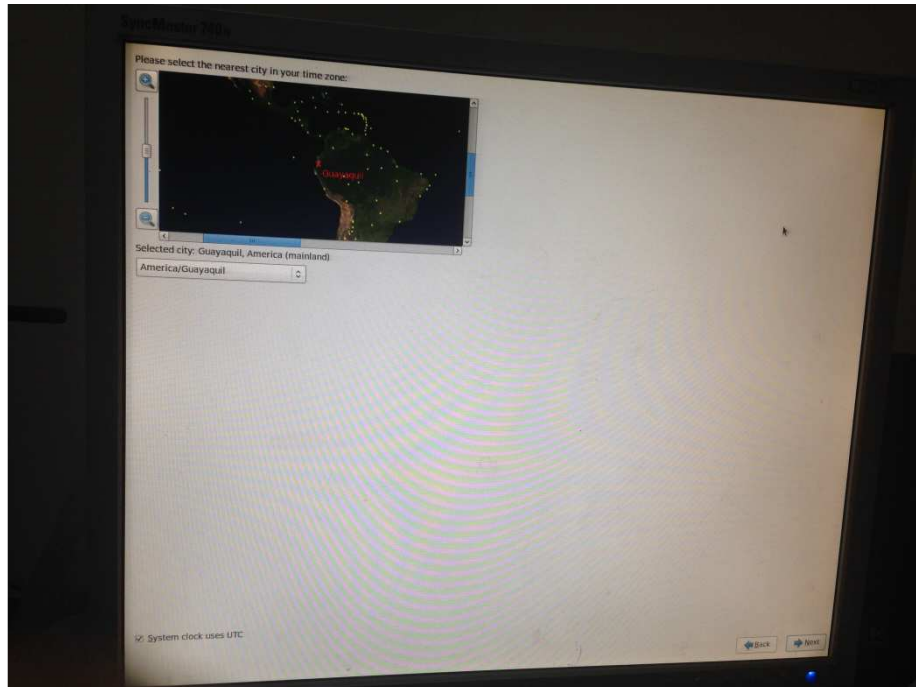 SyncMaster
Please select the nearest city in your time zone:
Guayaquil
Selected city: Guayaquil, America (mainland)
America/Guayaquil
System clock uses UTC
Back
Next